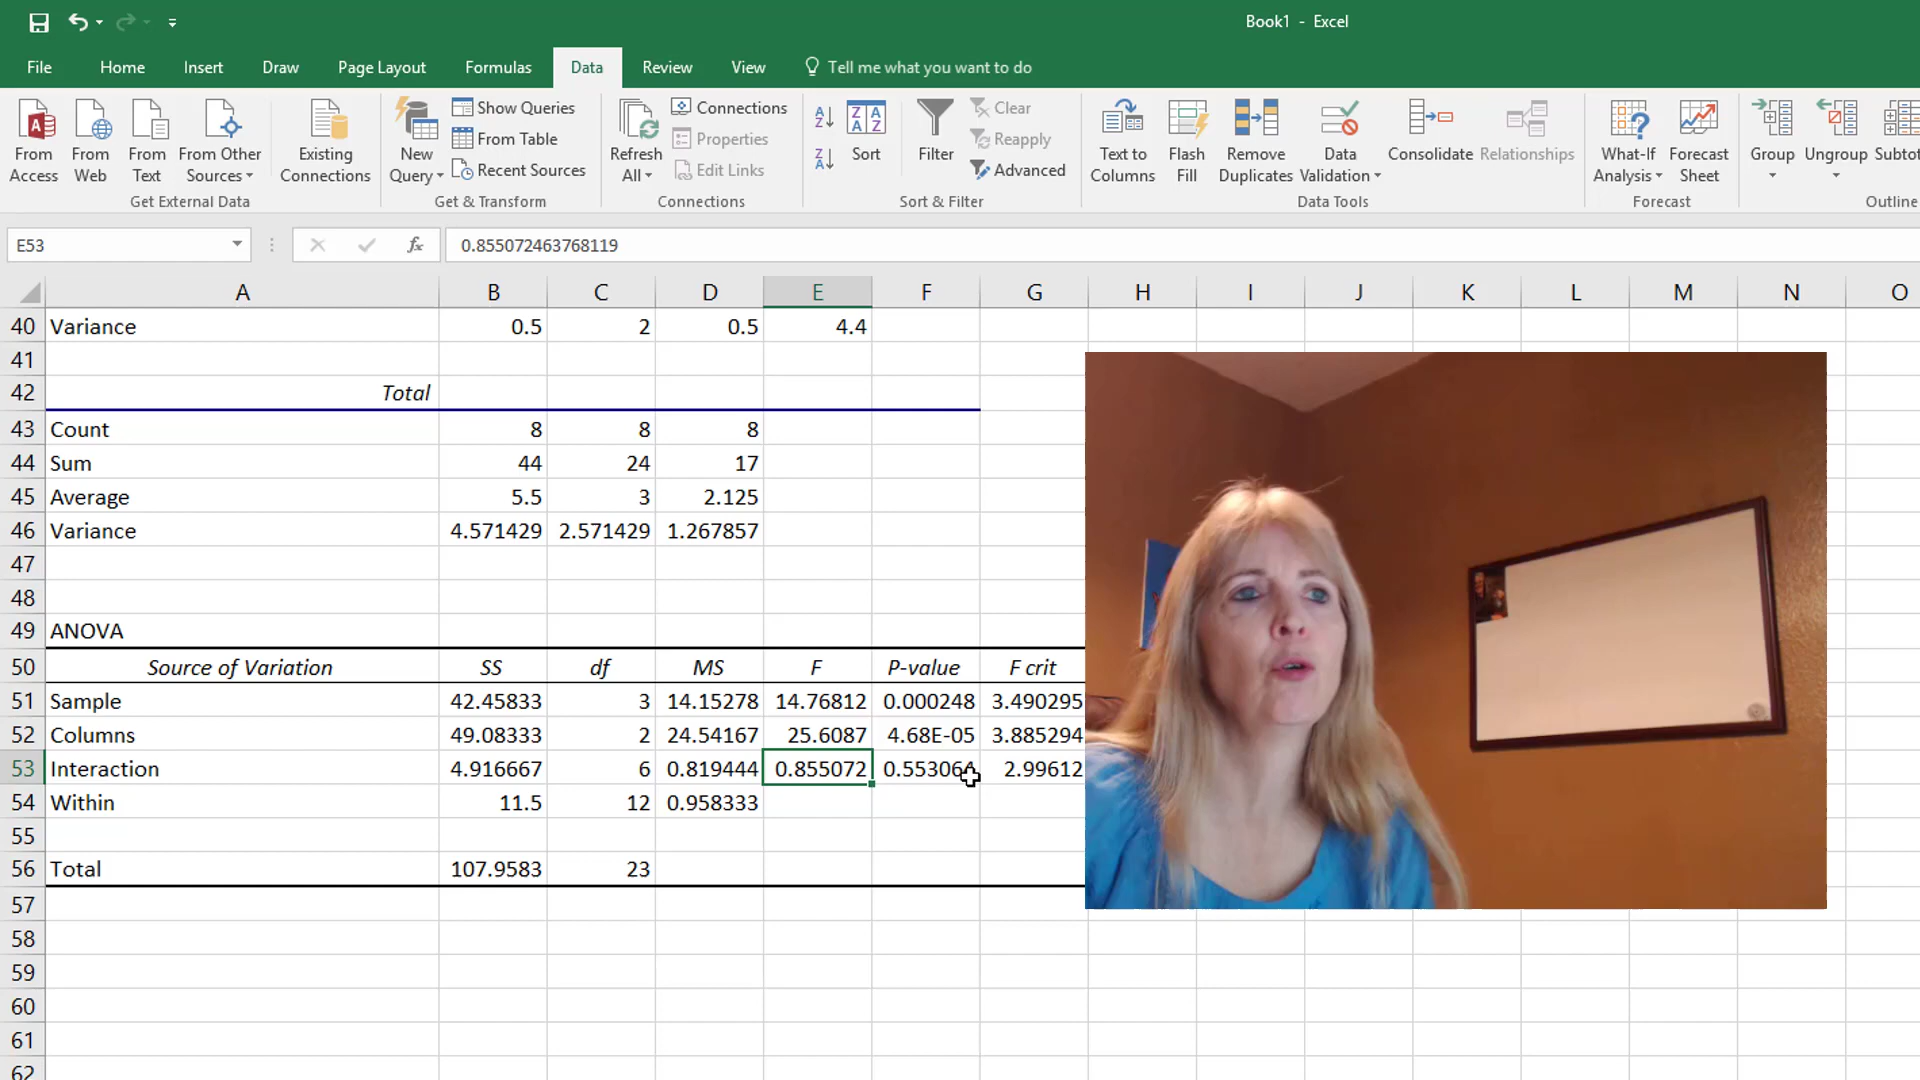 Book1 - Excel
File Home Insert Draw Page Layout Formulas Data Review View Tell me what you want to do
From Access
From Web
From Text
From Other Sources
Existing Connections
Get External Data
New Query
Show Queries
From Table
Recent Sources
Get & Transform
Refresh All
Connections
Properties
Edit Links
Connections
Sort
Filter
Clear
Reapply
Advanced
Sort & Filter
Text to Columns
Flash Fill
Remove Duplicates
Data Validation
Consolidate
Relationships
Data Tools
What-If Analysis
Forecast Sheet
Forecast
Group
Ungroup
Outline
E53 fx 0.855072463768119
A B C D E F G H I J K L M N O
40 Variance 0.5 2 0.5 4.4
41
42 Total
43 Count 8 8 8
44 Sum 44 24 17
45 Average 5.5 3 2.125
46 Variance 4.571429 2.571429 1.267857
47
48
49 ANOVA
50 Source of Variation SS df MS F P-value F crit
51 Sample 42.45833 3 14.15278 14.76812 0.000248 3.490295
52 Columns 49.08333 2 24.54167 25.6087 4.68E-05 3.885294
53 Interaction 4.916667 6 0.819444 0.855072 0.553064 2.99612
54 Within 11.5 12 0.958333
55
56 Total 107.9583 23
57
58
59
60
61
62